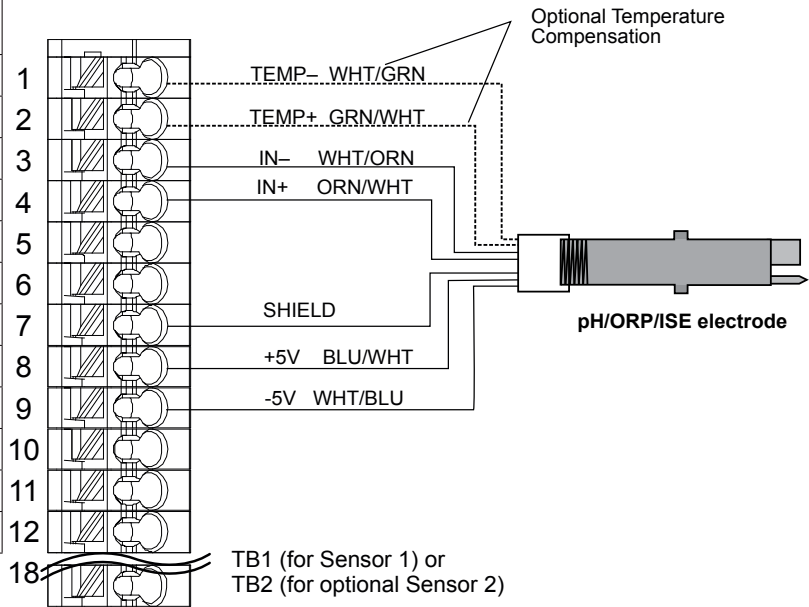 Optional Temperature
Compensation
1 TEMP– WHT/GRN
2 TEMP+ GRN/WHT
3 IN– WHT/ORN
4 IN+ ORN/WHT
5
6
7 SHIELD
8 +5V BLU/WHT
9 -5V WHT/BLU
10
11
12
18
pH/ORP/ISE electrode
TB1 (for Sensor 1) or
TB2 (for optional Sensor 2)